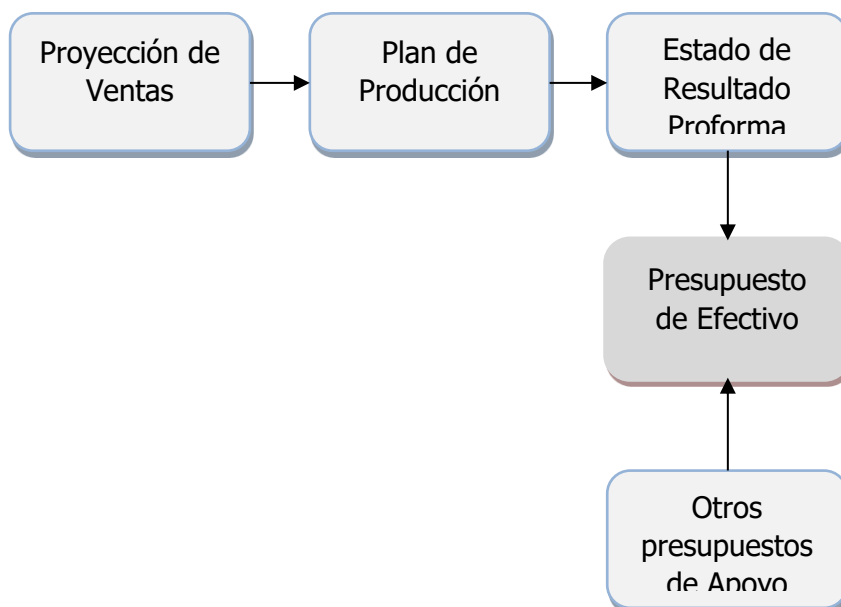 Proyección de
Ventas
Plan de
Producción
Estado de
Resultado
Proforma
Presupuesto
de Efectivo
Otros
presupuestos
de Apoyo